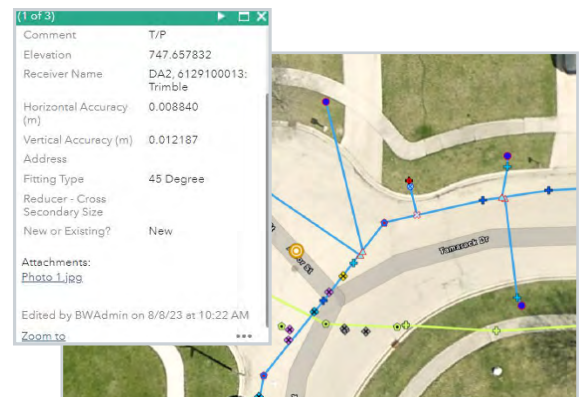 (1 of 3)
Comment T/P
Elevation 747.657832
Receiver Name DA2, 6129100013:
Trimble
Horizontal Accuracy 0.008840
(m)
Vertical Accuracy (m) 0.012187
Address
Fitting Type 45 Degree
Reducer - Cross
Secondary Size
New or Existing? New
Attachments:
Photo 1.jpg
Edited by BWAdmin on 8/8/23 at 10:22 AM
Zoom to
Tamarack Dr
St